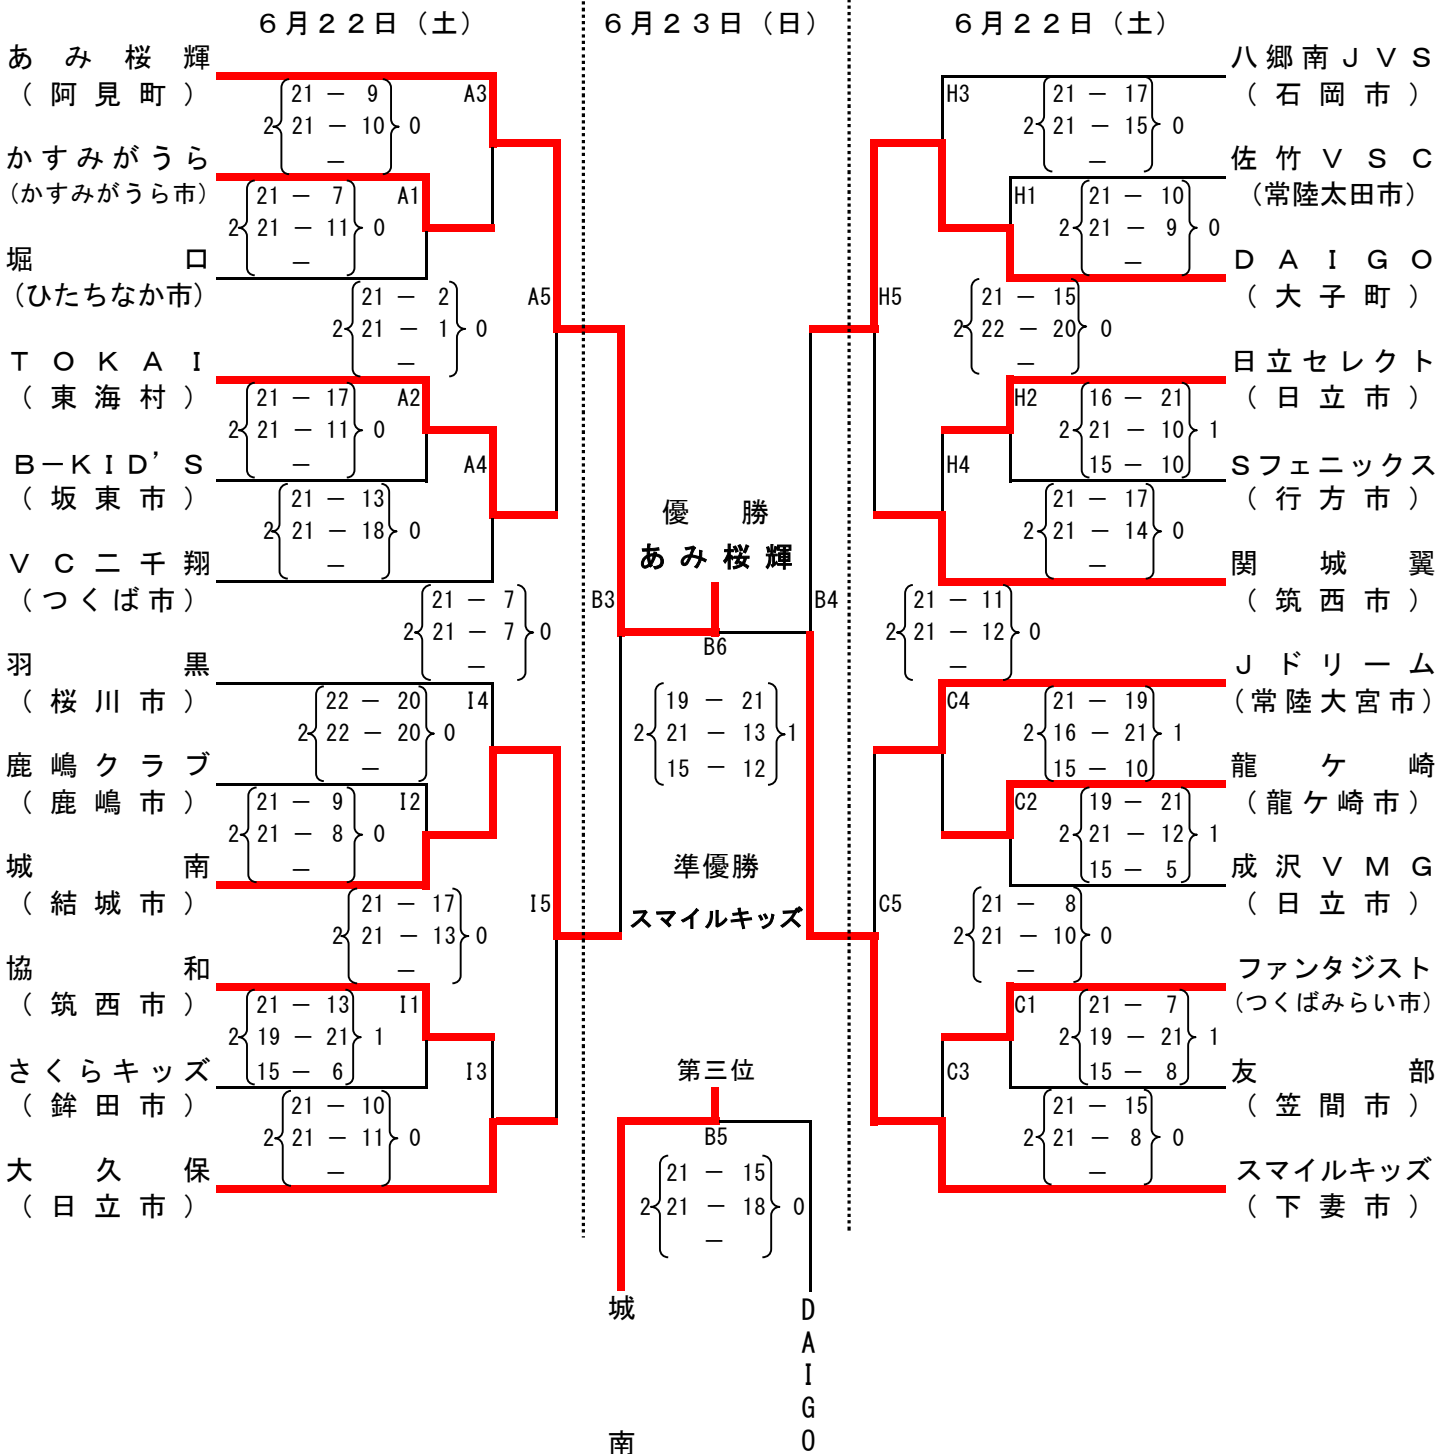 ６月２２日（土）
６月２３日（日）
６月２２日（土）
あみ桜輝
（阿見町）
21 － 9
2 21 － 10 0
－
A3
かすみがうら
（かすみがうら市）
21 － 7
2 21 － 11 0
－
A1
堀口
（ひたちなか市）
21 － 2
2 21 － 1 0
－
A5
ＴＯＫＡＩ
（東海村）
21 － 17
2 21 － 11 0
－
A2
Ｂ－ＫＩＤ’Ｓ
（坂東市）
A4
21 － 13
2 21 － 18 0
－
ＶＣ二千翔
（つくば市）
21 － 7
2 21 － 7 0
－
B3
羽黒
（桜川市）
22 － 20
2 22 － 20 0
－
I4
鹿嶋クラブ
（鹿嶋市）
21 － 9
2 21 － 8 0
－
I2
城南
（結城市）
21 － 17
2 21 － 13 0
－
I5
協和
（筑西市）
21 － 13
2 19 － 21 1
15 － 6
I1
さくらキッズ
（鉾田市）
I3
21 － 10
2 21 － 11 0
－
大久保
（日立市）
優勝
あみ桜輝
B6
19 － 21
2 21 － 13 1
15 － 12
準優勝
スマイルキッズ
第三位
B5
21 － 15
2 21 － 18 0
－
城南
ＤＡＩＧＯ
八郷南ＪＶＳ
（石岡市）
H3
21 － 17
2 21 － 15 0
－
佐竹ＶＳＣ
（常陸太田市）
H1
21 － 10
2 21 － 9 0
－
ＤＡＩＧＯ
（大子町）
H5
21 － 15
2 22 － 20 0
－
日立セレクト
（日立市）
H2
16 － 21
2 21 － 10 1
15 － 10
Ｓフェニックス
（行方市）
H4
21 － 17
2 21 － 14 0
－
関城翼
（筑西市）
B4
21 － 11
2 21 － 12 0
－
Ｊドリーム
（常陸大宮市）
C4
21 － 19
2 16 － 21 1
15 － 10
龍ケ崎
（龍ケ崎市）
C2
19 － 21
2 21 － 12 1
15 － 5
成沢ＶＭＧ
（日立市）
C5
21 － 8
2 21 － 10 0
－
ファンタジスト
（つくばみらい市）
C1
21 － 7
2 19 － 21 1
15 － 8
友部
（笠間市）
C3
21 － 15
2 21 － 8 0
－
スマイルキッズ
（下妻市）